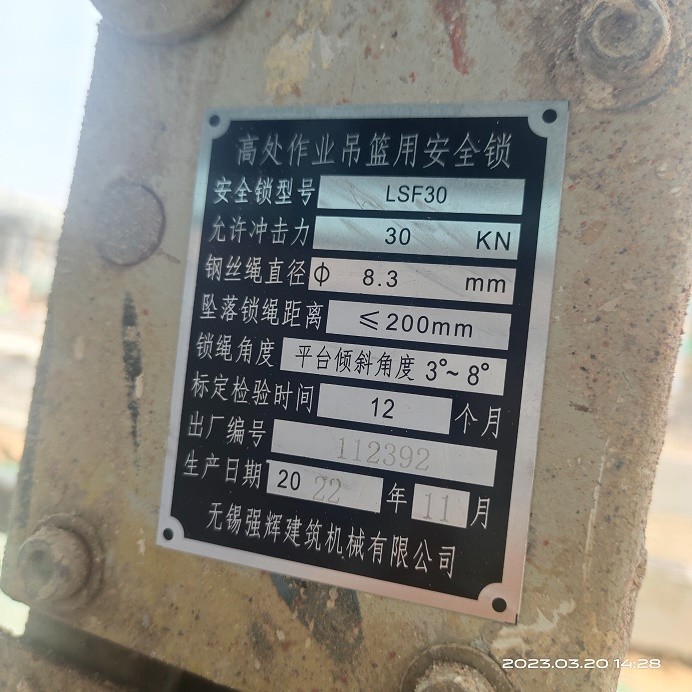 高处作业吊篮用安全锁
安全锁型号 LSF30
允许冲击力 30 KN
钢丝绳直径 ф 8.3 mm
坠落锁绳距离 ≤200mm
锁绳角度 平台倾斜角度 3°~8°
标定检验时间 12 个月
出厂编号 112392
生产日期 2022 年 11 月
无锡强辉建筑机械有限公司
2023.03.20 14:28